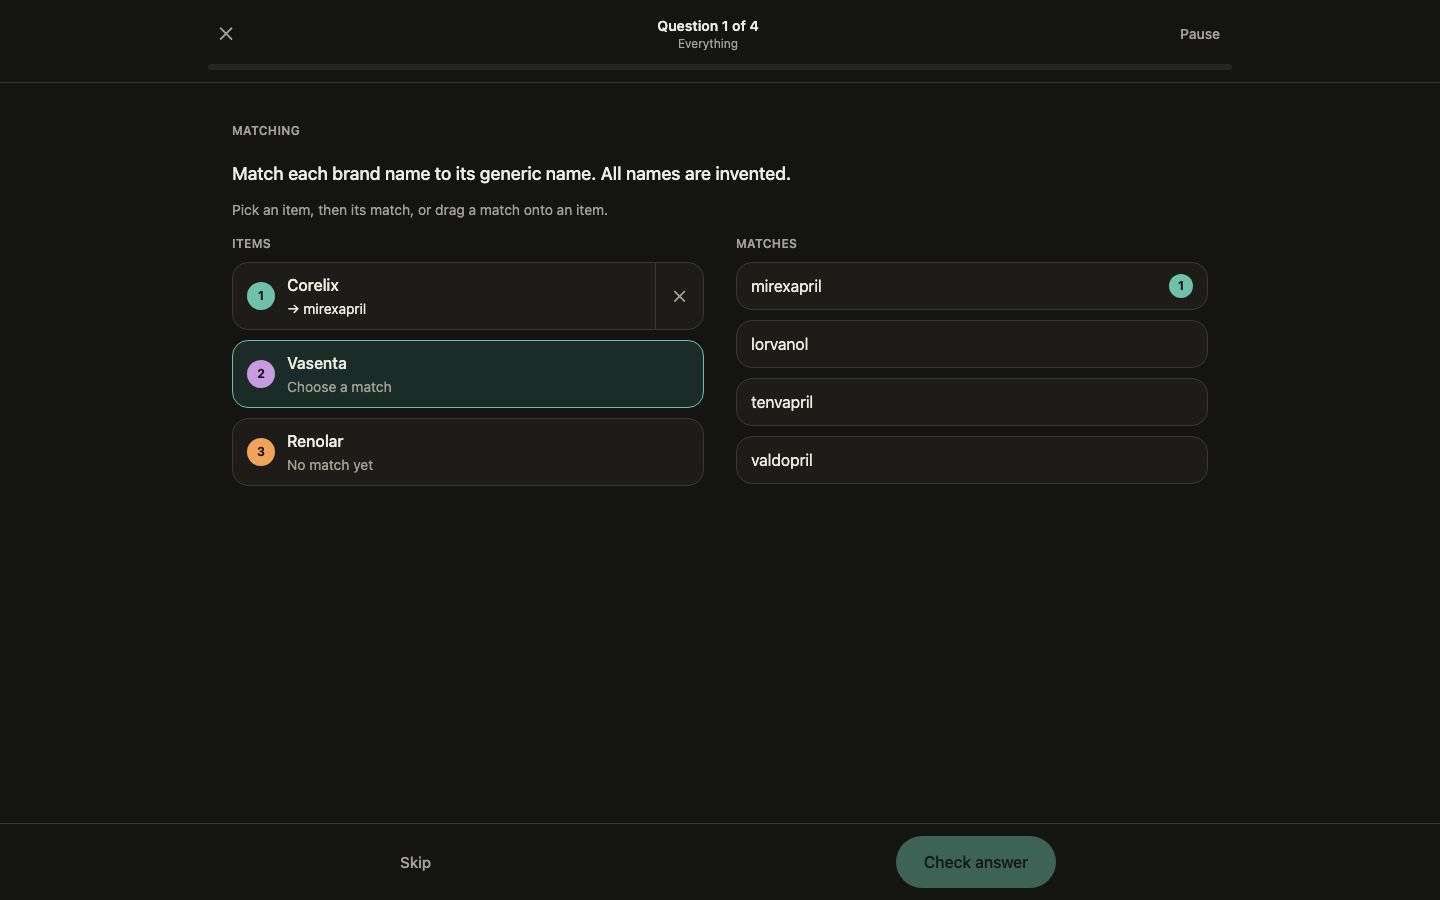 Question 1 of 4
Everything
Pause
MATCHING
Match each brand name to its generic name. All names are invented.
Pick an item, then its match, or drag a match onto an item.
ITEMS
1
Corelix
→ mirexapril
2
Vasenta
Choose a match
3
Renolar
No match yet
MATCHES
mirexapril
1
lorvanol
tenvapril
valdopril
Skip
Check answer